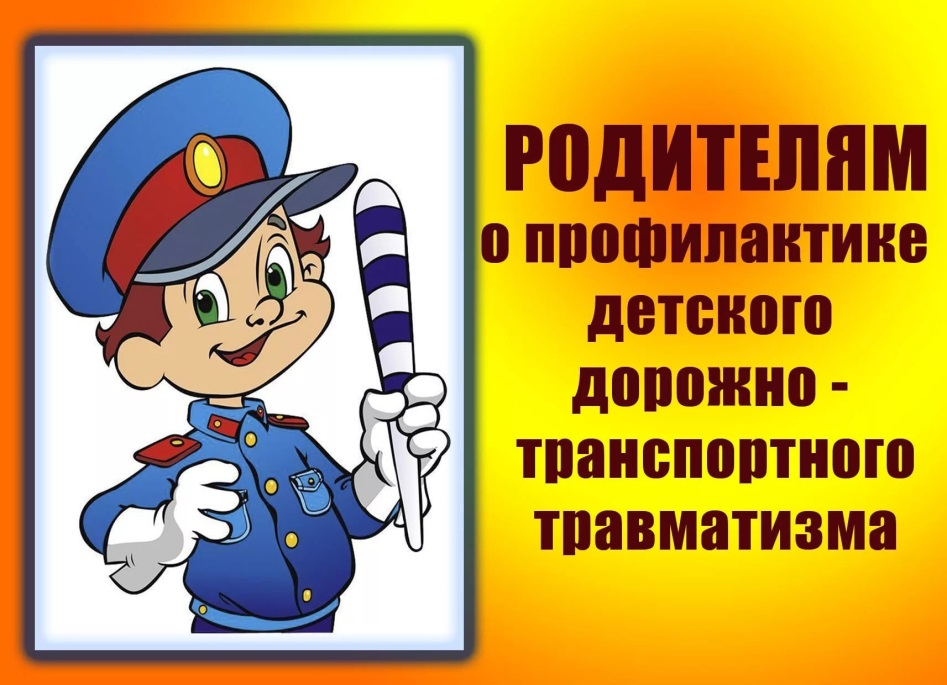 РОДИТЕЛЯМ
о профилактике
детского
дорожно -
транспортного
травматизма